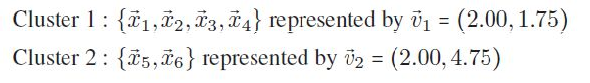 Cluster 1 : {x⃗₁, x⃗₂, x⃗₃, x⃗₄} represented by v⃗₁ = (2.00, 1.75)
Cluster 2 : {x⃗₅, x⃗₆} represented by v⃗₂ = (2.00, 4.75)